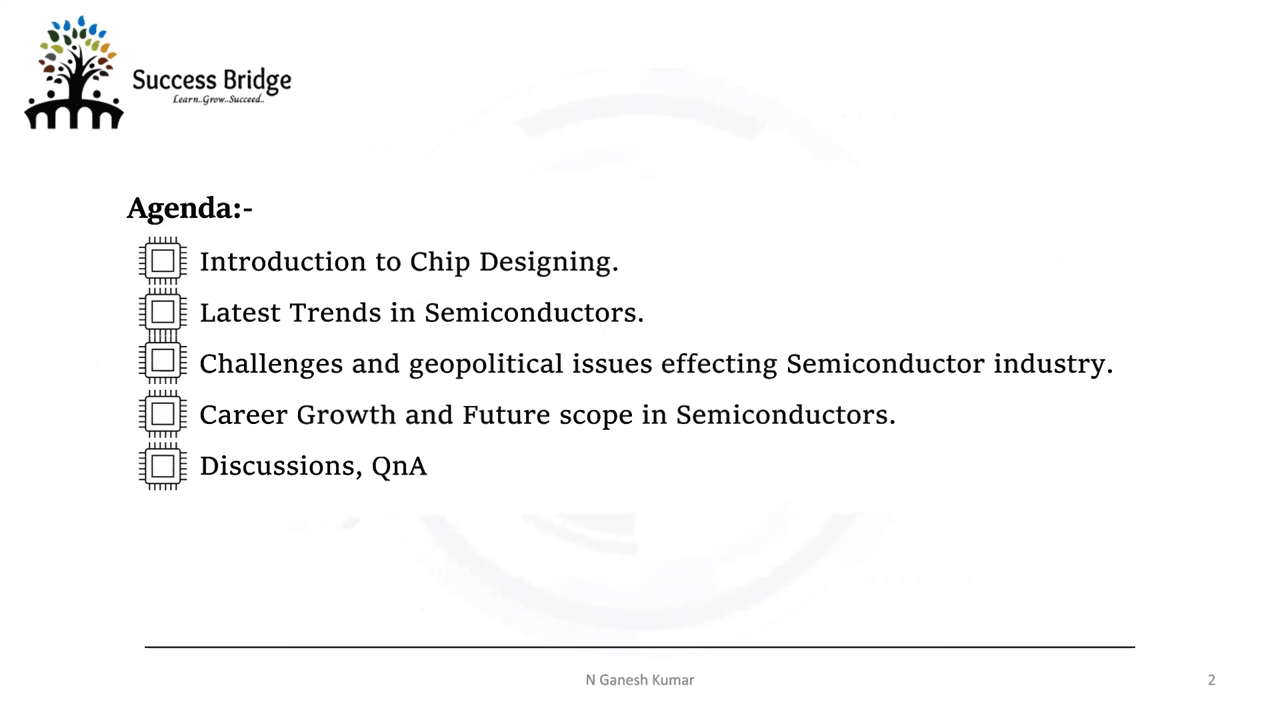 Success Bridge
Learn..Grow...Succeed..
Agenda:-
Introduction to Chip Designing.
Latest Trends in Semiconductors.
Challenges and geopolitical issues effecting Semiconductor industry.
Career Growth and Future scope in Semiconductors.
Discussions, QnA
N Ganesh Kumar
2